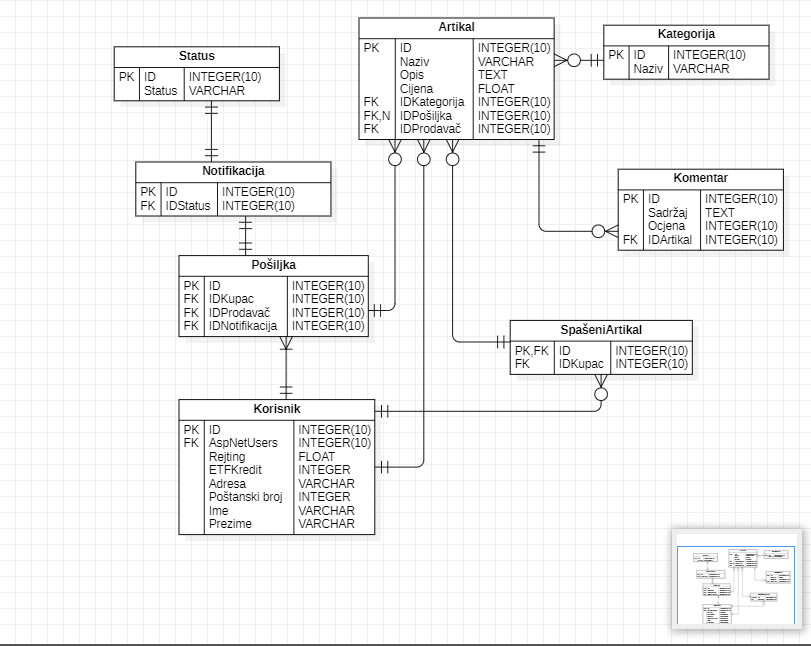 Status
PK ID INTEGER(10)
Status VARCHAR
Artikal
PK ID INTEGER(10)
Naziv VARCHAR
Opis TEXT
Cijena FLOAT
FK IDKategorija INTEGER(10)
FK,N IDPošiljka INTEGER(10)
FK IDProdavač INTEGER(10)
Kategorija
PK ID INTEGER(10)
Naziv VARCHAR
Notifikacija
PK ID INTEGER(10)
FK IDStatus INTEGER(10)
Komentar
PK ID INTEGER(10)
Sadržaj TEXT
Ocjena INTEGER(10)
FK IDArtikal INTEGER(10)
Pošiljka
PK ID INTEGER(10)
FK IDKupac INTEGER(10)
FK IDProdavač INTEGER(10)
FK IDNotifikacija INTEGER(10)
SpašeniArtikal
PK,FK ID INTEGER(10)
FK IDKupac INTEGER(10)
Korisnik
PK ID INTEGER(10)
FK AspNetUsers INTEGER(10)
Rejting FLOAT
ETFKredit INTEGER
Adresa VARCHAR
Poštanski broj INTEGER
Ime VARCHAR
Prezime VARCHAR